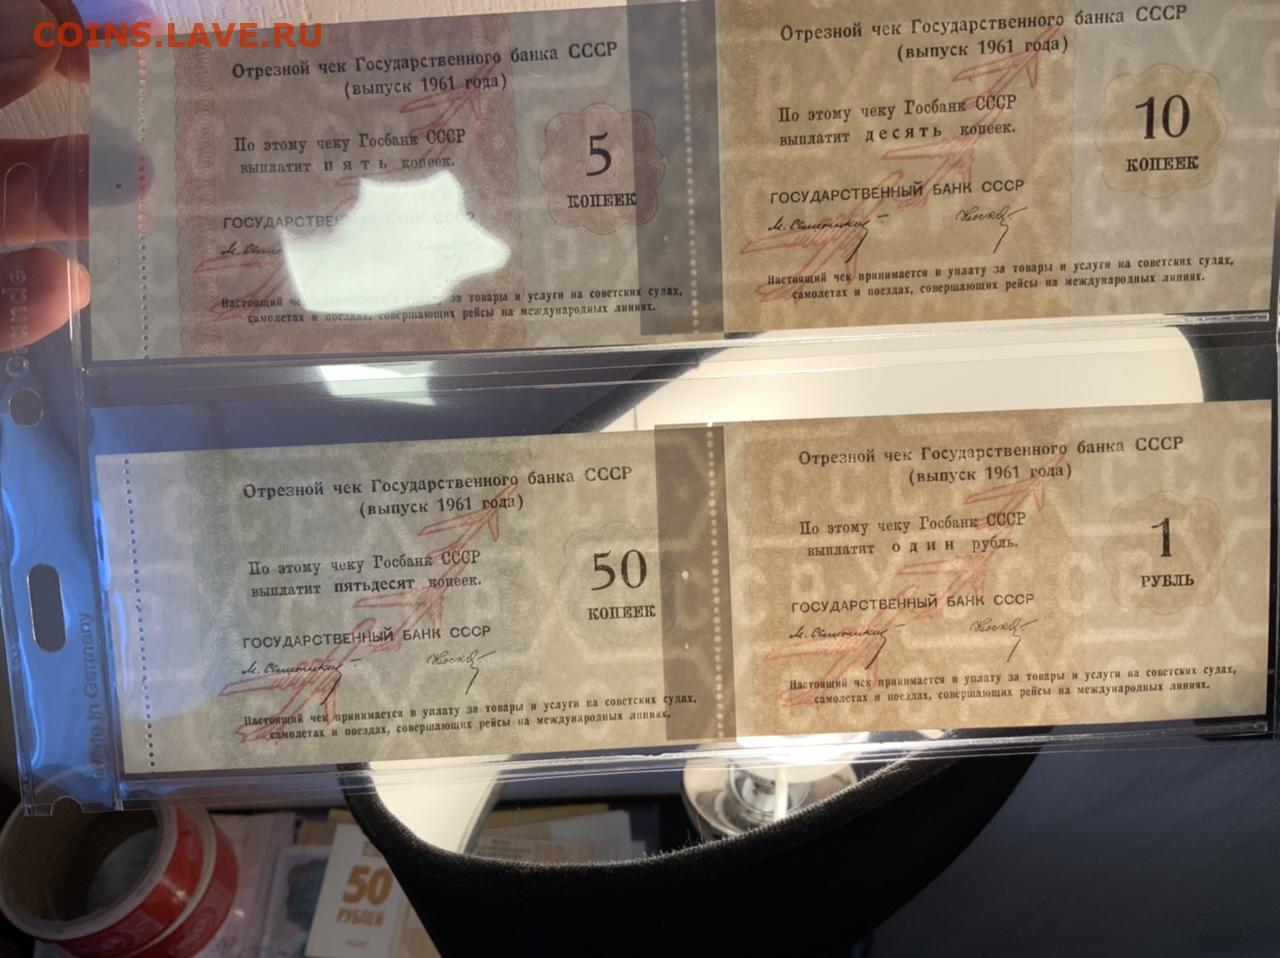 COINS.LAVE.RU
Отрезной чек Государственного банка СССР
(выпуск 1961 года)
По этому чеку Госбанк СССР
выплатит пять копеек.
5
КОПЕЕК
ГОСУДАРСТВЕННЫЙ БАНК СССР
Настоящий чек принимается в уплату за товары и услуги на советских судах,
самолетах и поездах, совершающих рейсы на международных линиях.
Отрезной чек Государственного банка СССР
(выпуск 1961 года)
По этому чеку Госбанк СССР
выплатит десять копеек.
10
КОПЕЕК
ГОСУДАРСТВЕННЫЙ БАНК СССР
Настоящий чек принимается в уплату за товары и услуги на советских судах,
самолетах и поездах, совершающих рейсы на международных линиях.
Отрезной чек Государственного банка СССР
(выпуск 1961 года)
По этому чеку Госбанк СССР
выплатит пятьдесят копеек.
50
КОПЕЕК
ГОСУДАРСТВЕННЫЙ БАНК СССР
Настоящий чек принимается в уплату за товары и услуги на советских судах,
самолетах и поездах, совершающих рейсы на международных линиях.
Отрезной чек Государственного банка СССР
(выпуск 1961 года)
По этому чеку Госбанк СССР
выплатит один рубль.
1
РУБЛЬ
ГОСУДАРСТВЕННЫЙ БАНК СССР
Настоящий чек принимается в уплату за товары и услуги на советских судах,
самолетах и поездах, совершающих рейсы на международных линиях.
Made in Germany
50
РУБЛЕЙ